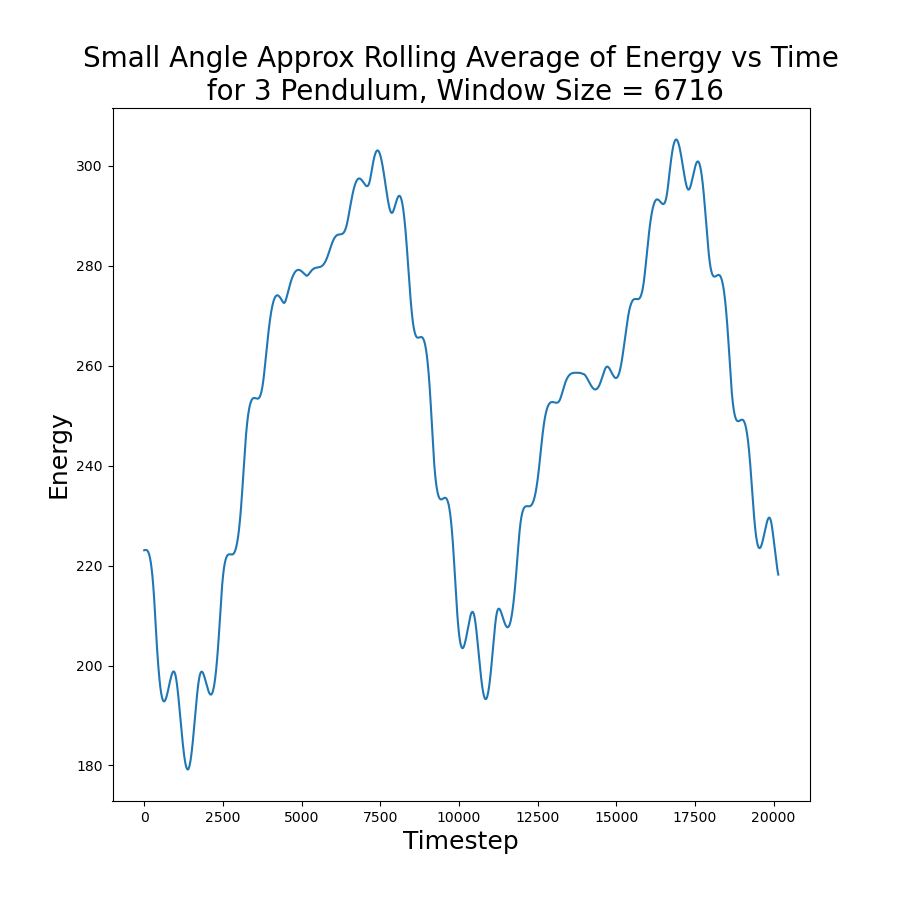 Small Angle Approx Rolling Average of Energy vs Time
for 3 Pendulum, Window Size = 6716
300
280
260
240
220
200
180
Energy
0 2500 5000 7500 10000 12500 15000 17500 20000
Timestep